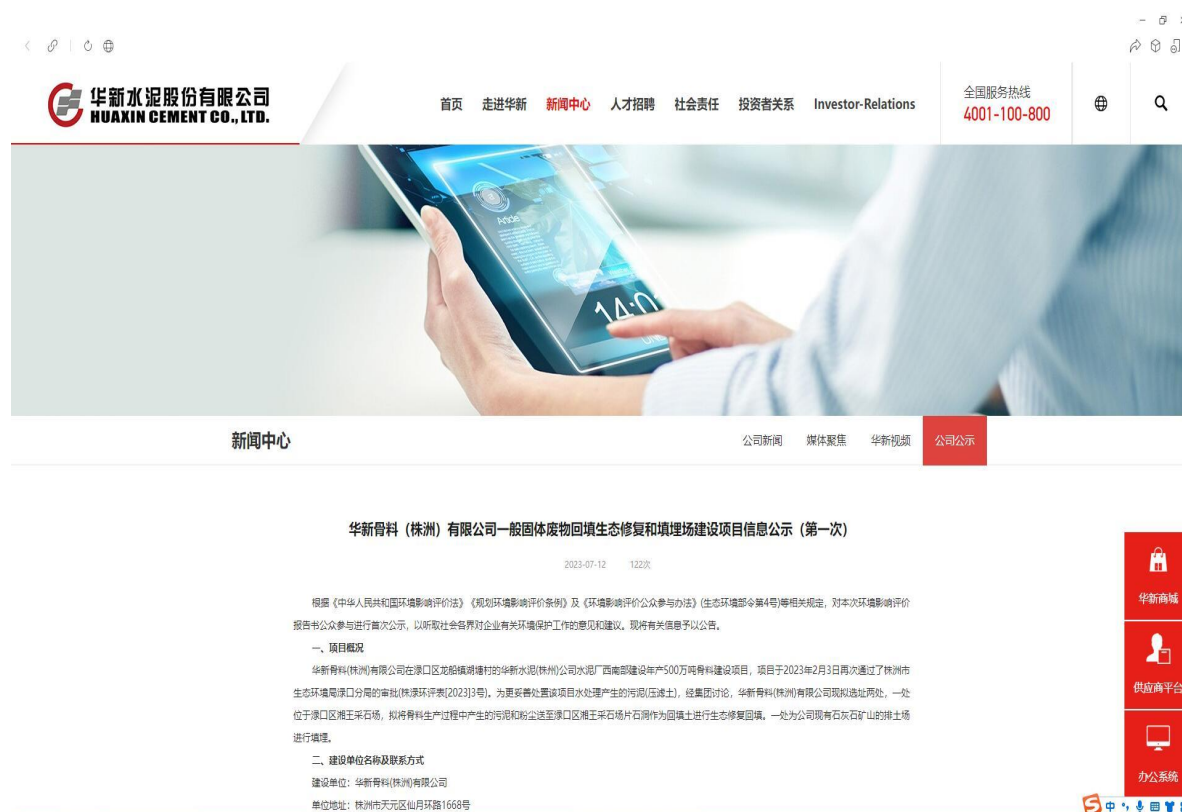 华新水泥股份有限公司
HUAXIN CEMENT CO., LTD.
首页 走进华新 新闻中心 人才招聘 社会责任 投资者关系 Investor-Relations
全国服务热线
4001-100-800
Article
14:0
新闻中心
公司新闻 媒体聚焦 华新视频 公司公示
华新骨料（株洲）有限公司一般固体废物回填生态修复和填埋场建设项目信息公示（第一次）
2023-07-12 122次
根据《中华人民共和国环境影响评价法》《规划环境影响评价条例》及《环境影响评价公众参与办法》(生态环境部令第4号)等相关规定，对本次环境影响评价
报告书公众参与进行首次公示，以听取社会各界对企业有关环境保护工作的意见和建议。现将有关信息予以公告。
一、项目概况
华新骨料(株洲)有限公司在渌口区龙船镇湖塘村的华新水泥(株州)公司水泥厂西南部建设年产500万吨骨料建设项目，项目于2023年2月3日再次通过了株洲市
生态环境局渌口分局的审批(株渌环评表[2023]3号)。为更妥善处置该项目水处理产生的污泥(压滤土)，经集团讨论，华新骨料(株洲)有限公司现拟选址两处，一处
位于渌口区湘王采石场，拟将骨料生产过程中产生的污泥和粉尘送至渌口区湘王采石场片石洞作为回填土进行生态修复回填。一处为公司现有石灰石矿山的排土场
进行填埋。
二、建设单位名称及联系方式
建设单位：华新骨料(株洲)有限公司
单位地址：株洲市天元区仙月环路1668号
华新商城
供应商平台
办公系统
中